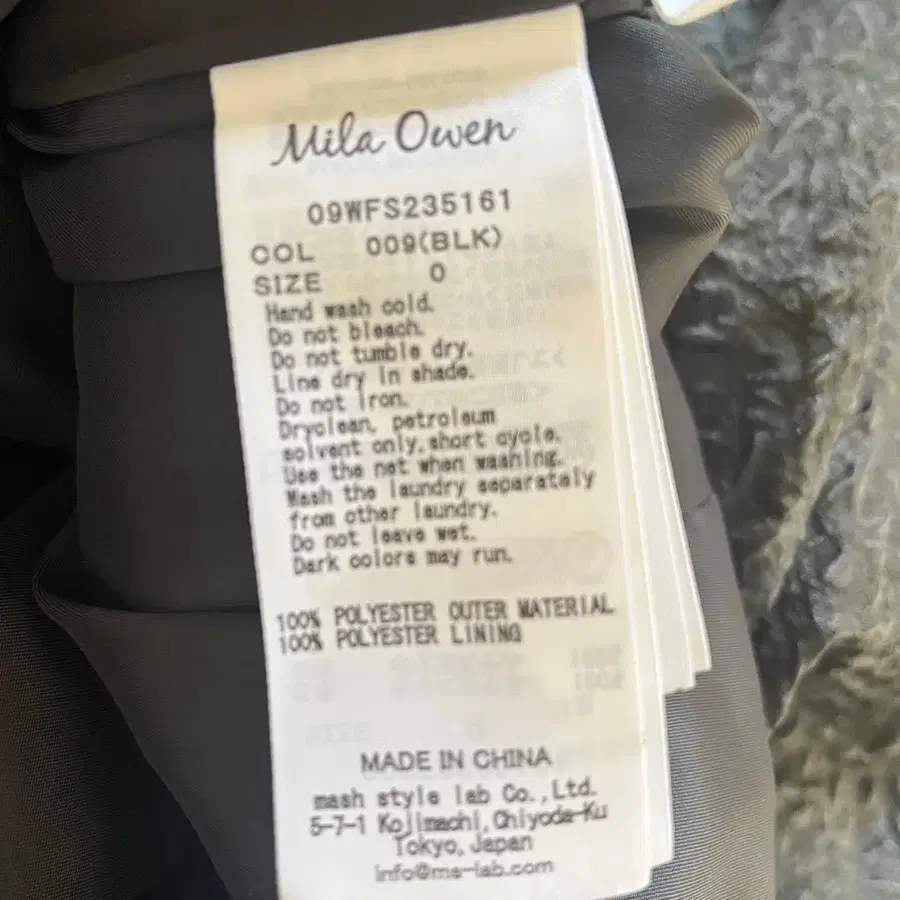 Mila Owen
09WFS235161
COL 009(BLK)
SIZE 0
Hand wash cold.
Do not bleach.
Do not tumble dry.
Line dry in shade.
Do not iron.
Dryclean, petroleum
solvent only, short cycle.
Use the net when washing.
Wash the laundry separately
from other laundry.
Do not leave wet.
Dark colors may run.
100% POLYESTER OUTER MATERIAL
100% POLYESTER LINING
MADE IN CHINA
mash style lab Co.,Ltd.
5-7-1 Kojimachi, Chiyoda-Ku
Tokyo, Japan
info@ms-lab.com